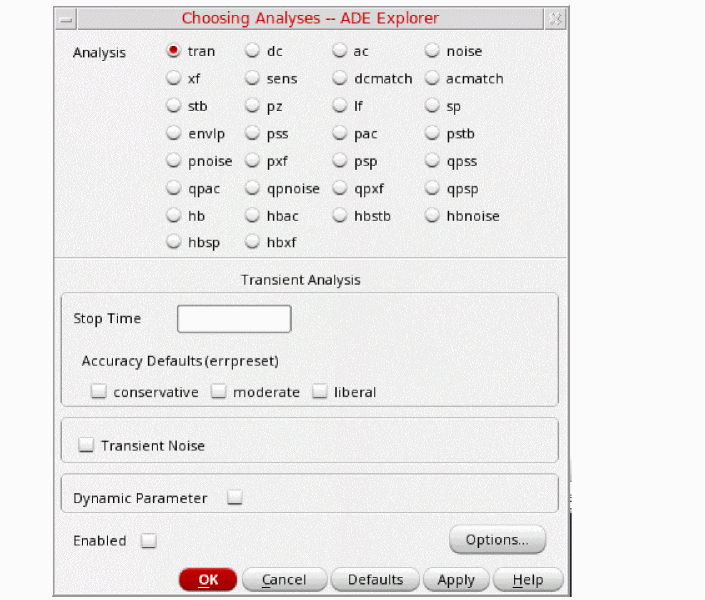 Choosing Analyses -- ADE Explorer
Analysis tran dc ac noise
xf sens dcmatch acmatch
stb pz lf sp
envlp pss pac pstb
pnoise pxf psp qpss
qpac qpnoise qpxf qpsp
hb hbac hbstb hbnoise
hbsp hbxf
Transient Analysis
Stop Time
Accuracy Defaults (errpreset)
conservative moderate liberal
Transient Noise
Dynamic Parameter
Enabled Options...
OK Cancel Defaults Apply Help